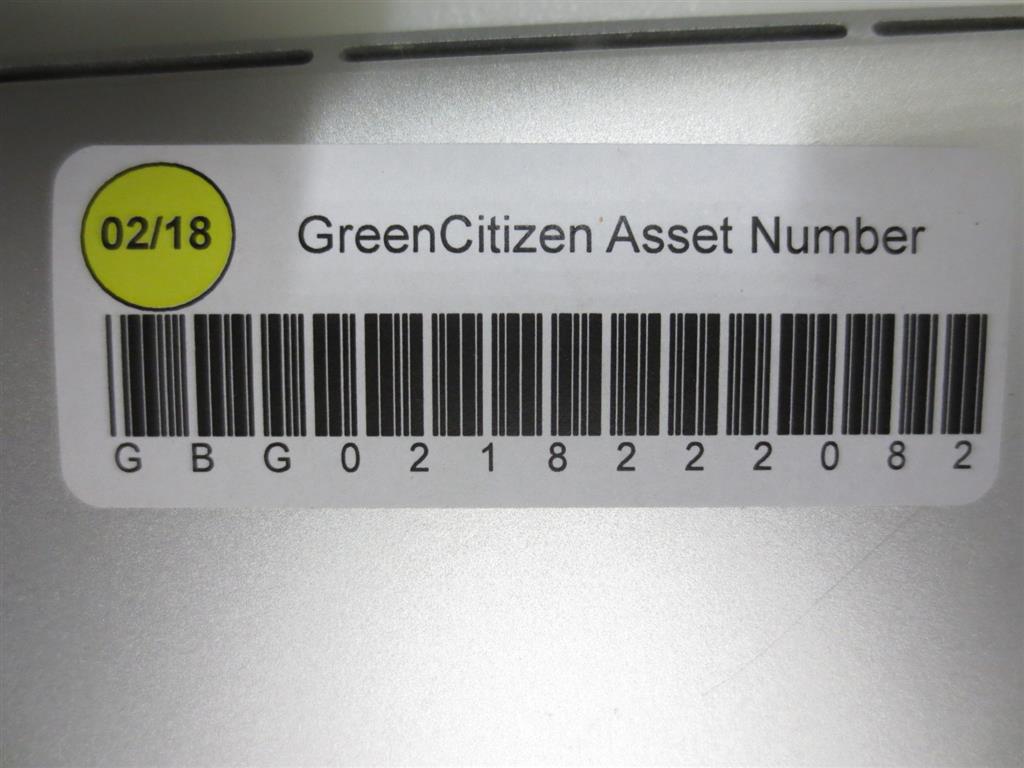 02/18
GreenCitizen Asset Number
GBG0218222082